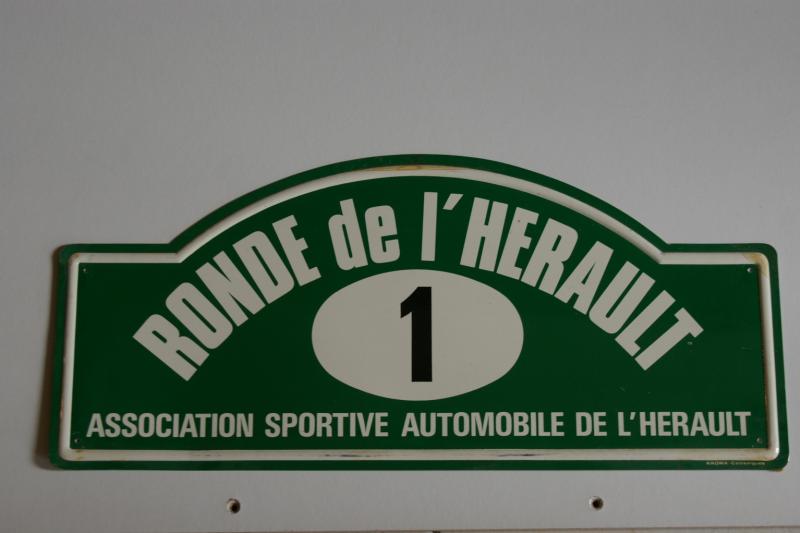 RONDE de l'HERAULT
1
ASSOCIATION SPORTIVE AUTOMOBILE DE L'HERAULT